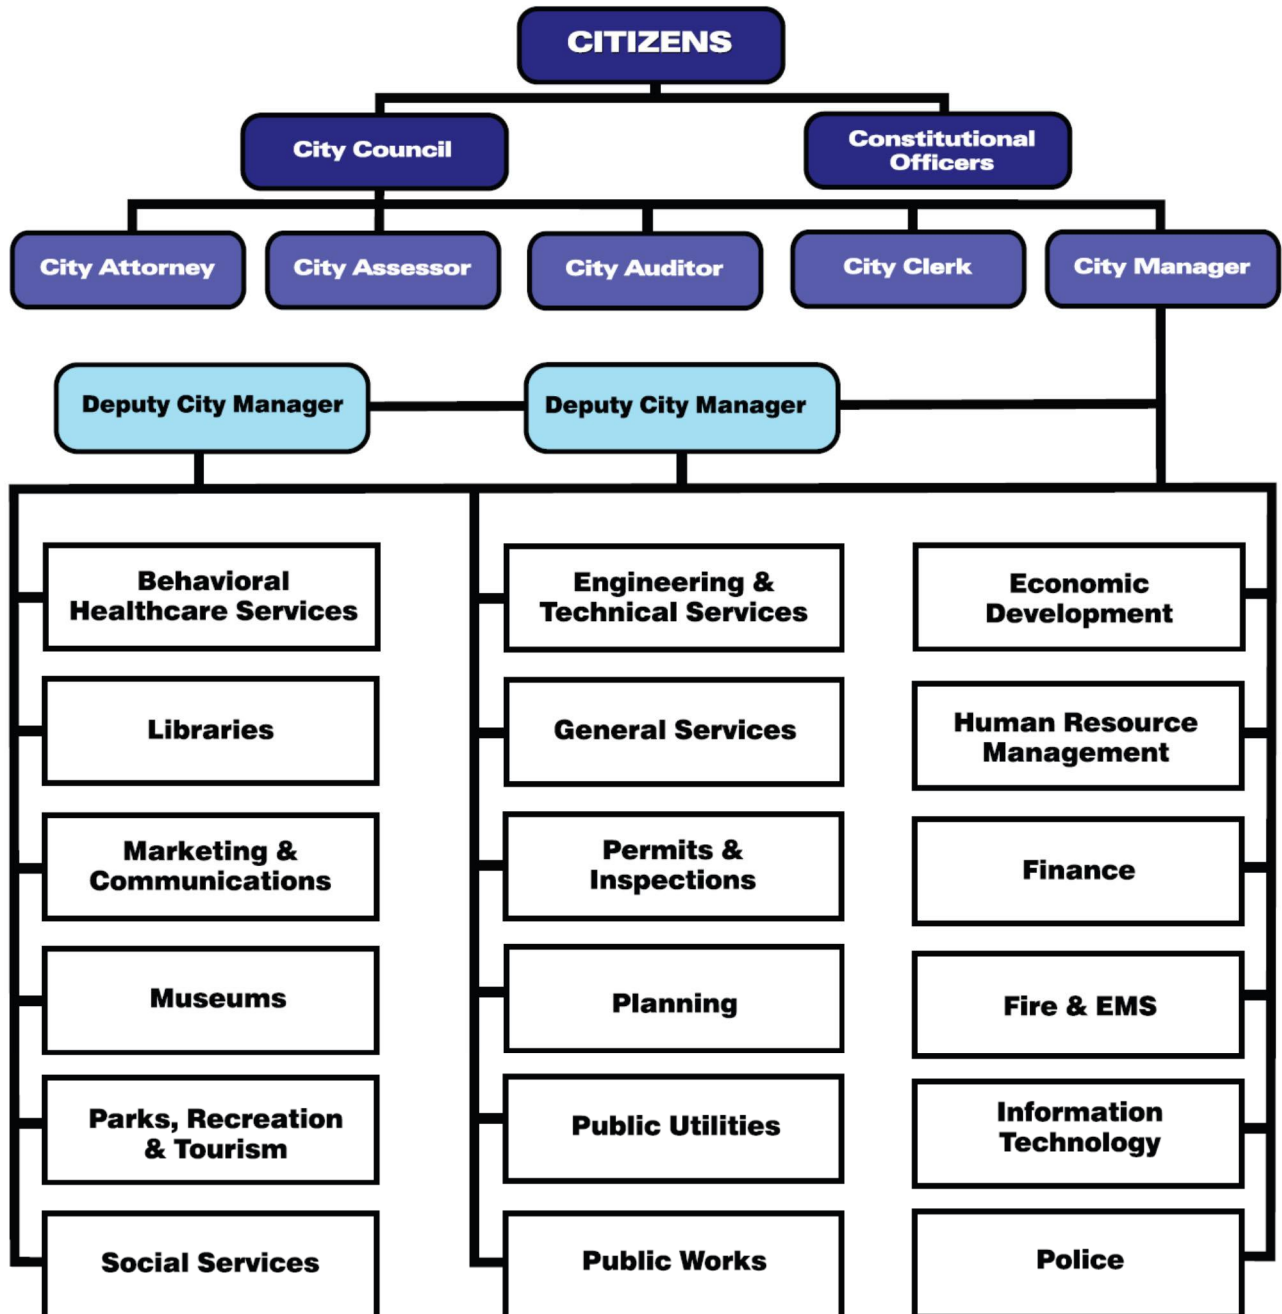 CITIZENS
City Council
Constitutional
Officers
City Attorney
City Assessor
City Auditor
City Clerk
City Manager
Deputy City Manager
Deputy City Manager
Behavioral
Healthcare Services
Engineering &
Technical Services
Economic
Development
Libraries
General Services
Human Resource
Management
Marketing &
Communications
Permits &
Inspections
Finance
Museums
Planning
Fire & EMS
Parks, Recreation
& Tourism
Public Utilities
Information
Technology
Social Services
Public Works
Police